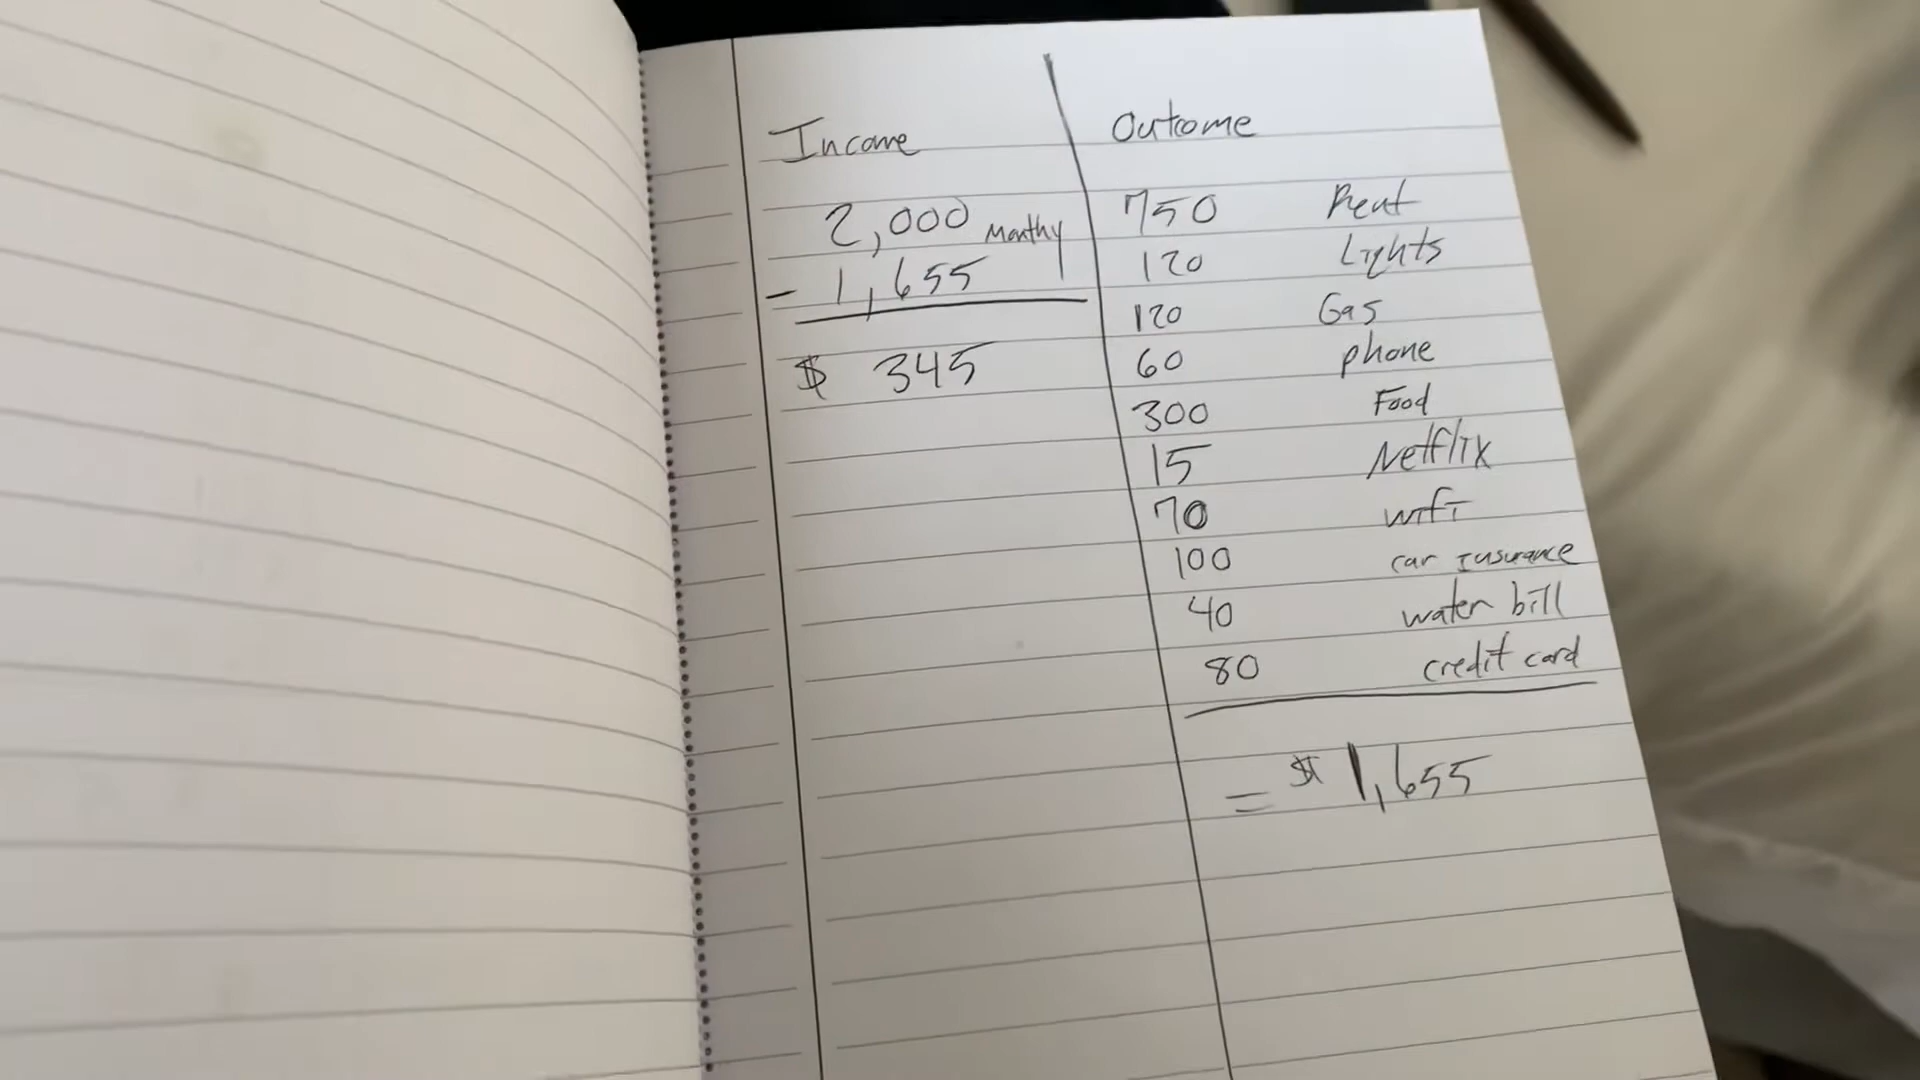 Income
2,000 Monthy
- 1,655
$ 345
Outcome
750 Rent
120 Lights
120 Gas
60 phone
300 Food
15 Netflix
70 wifi
100 car insurance
40 water bill
80 credit card
= $ 1,655